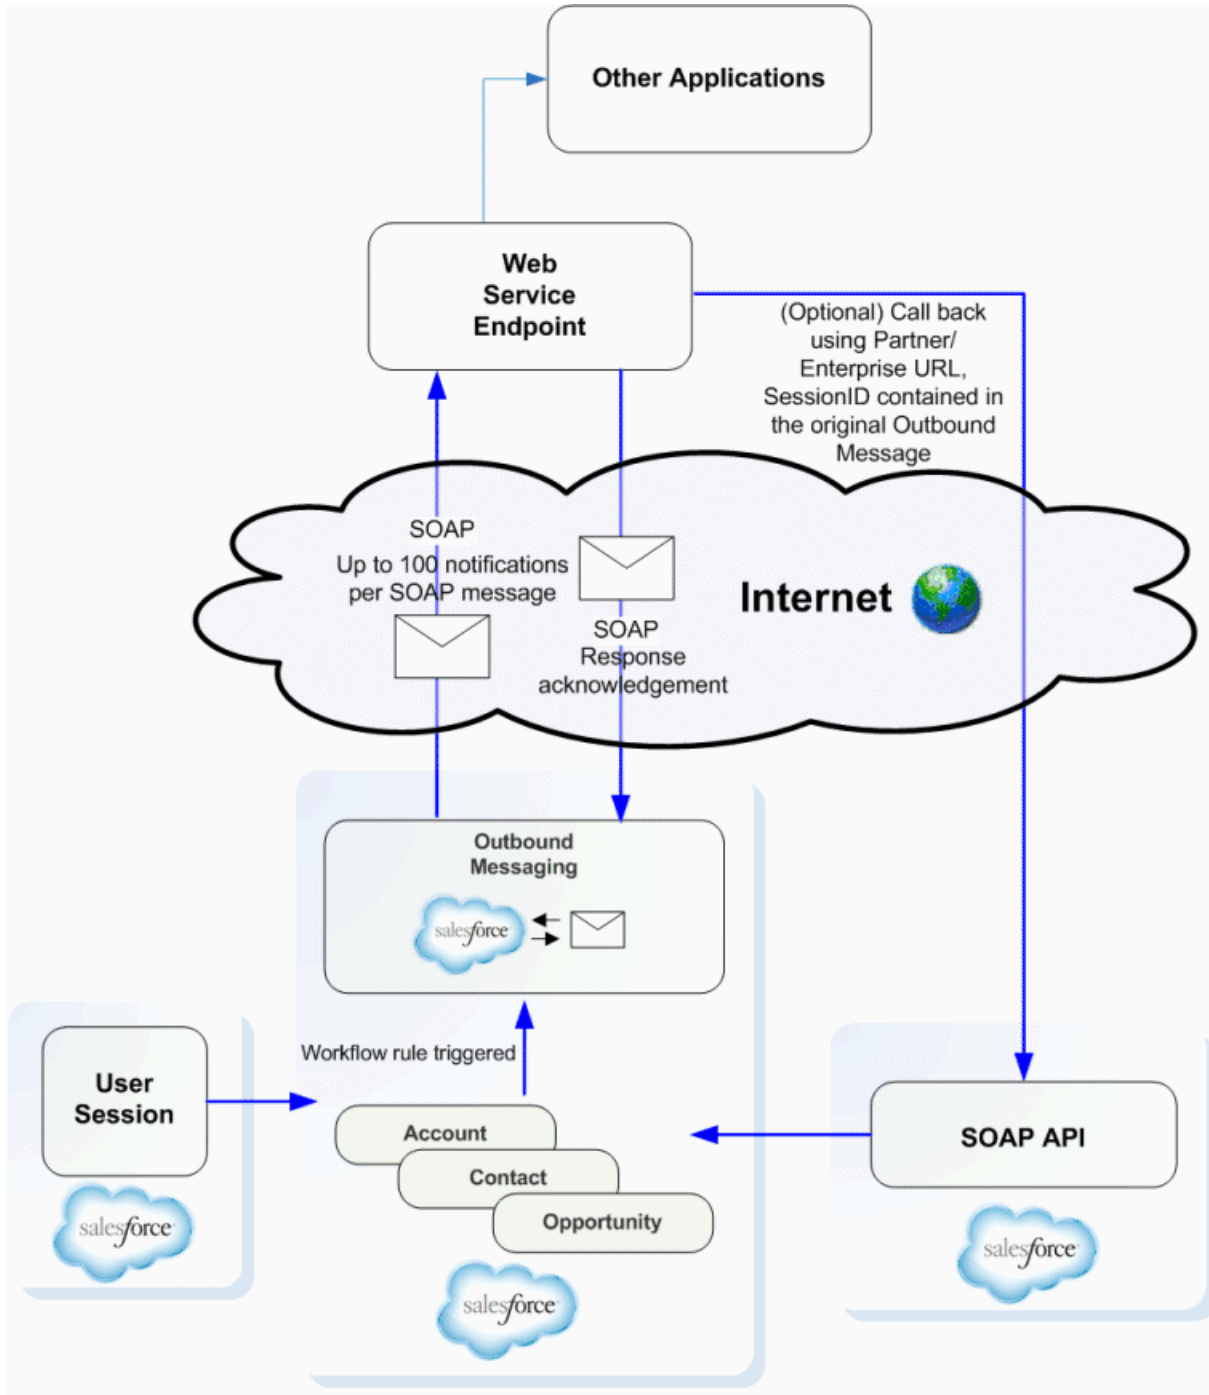 Other Applications
Web
Service
Endpoint
(Optional) Call back
using Partner/
Enterprise URL,
SessionID contained in
the original Outbound
Message
SOAP
Up to 100 notifications
per SOAP message
SOAP
Response
acknowledgement
Internet
Outbound
Messaging
salesforce
Workflow rule triggered
User
Session
salesforce
Account
Contact
Opportunity
salesforce
SOAP API
salesforce